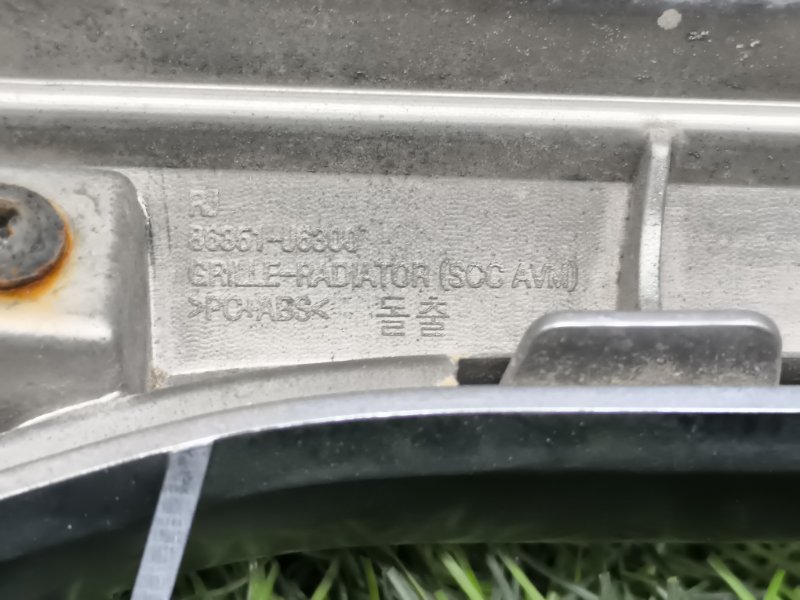 RJ
86351-J6300
GRILLE-RADIATOR (SCC AVM)
>PC+ABS< 돌출